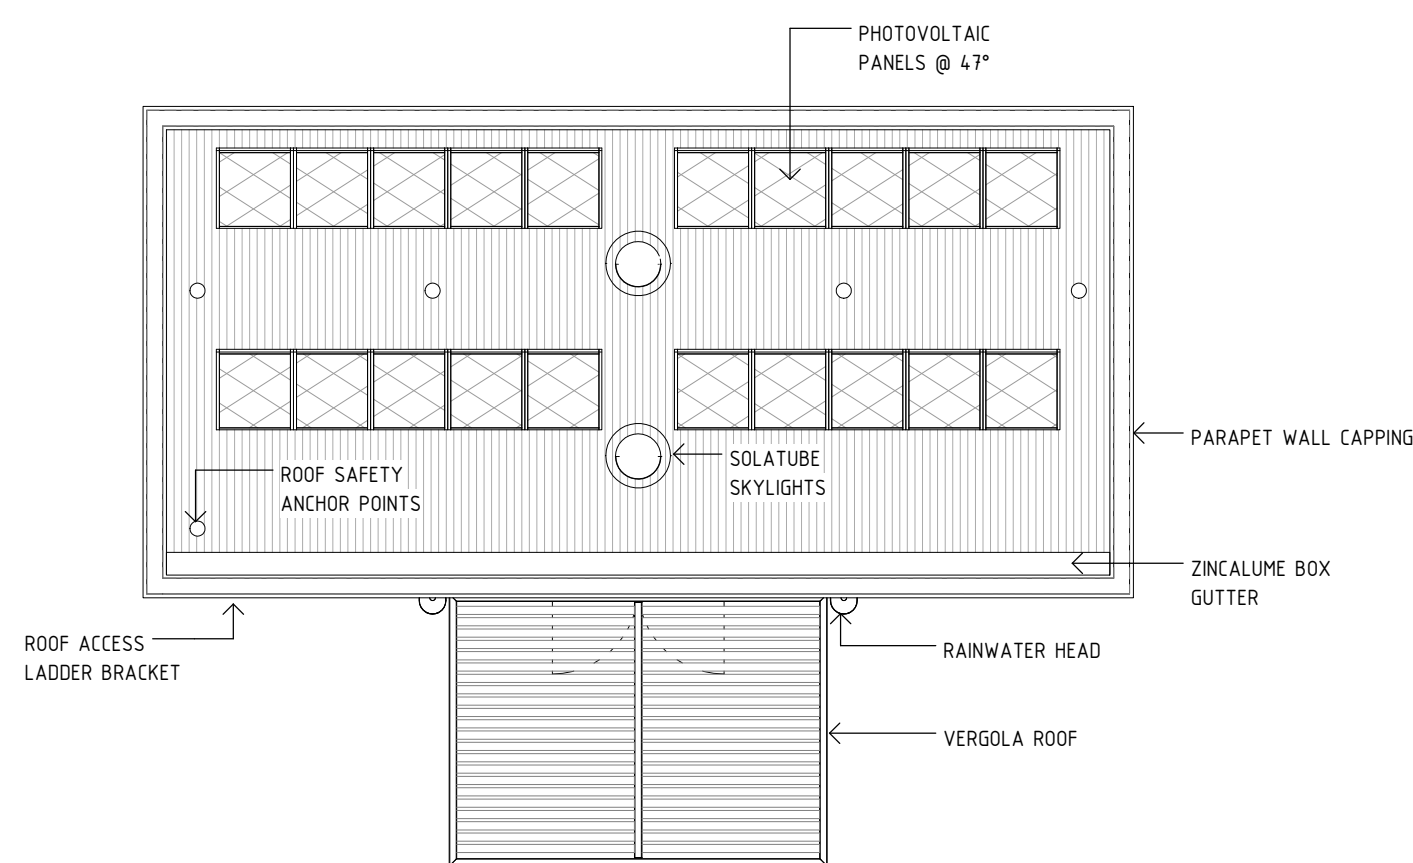 PHOTOVOLTAIC
PANELS @ 47°
PARAPET WALL CAPPING
SOLATUBE
SKYLIGHTS
ROOF SAFETY
ANCHOR POINTS
ZINCALUME BOX
GUTTER
ROOF ACCESS
LADDER BRACKET
RAINWATER HEAD
VERGOLA ROOF